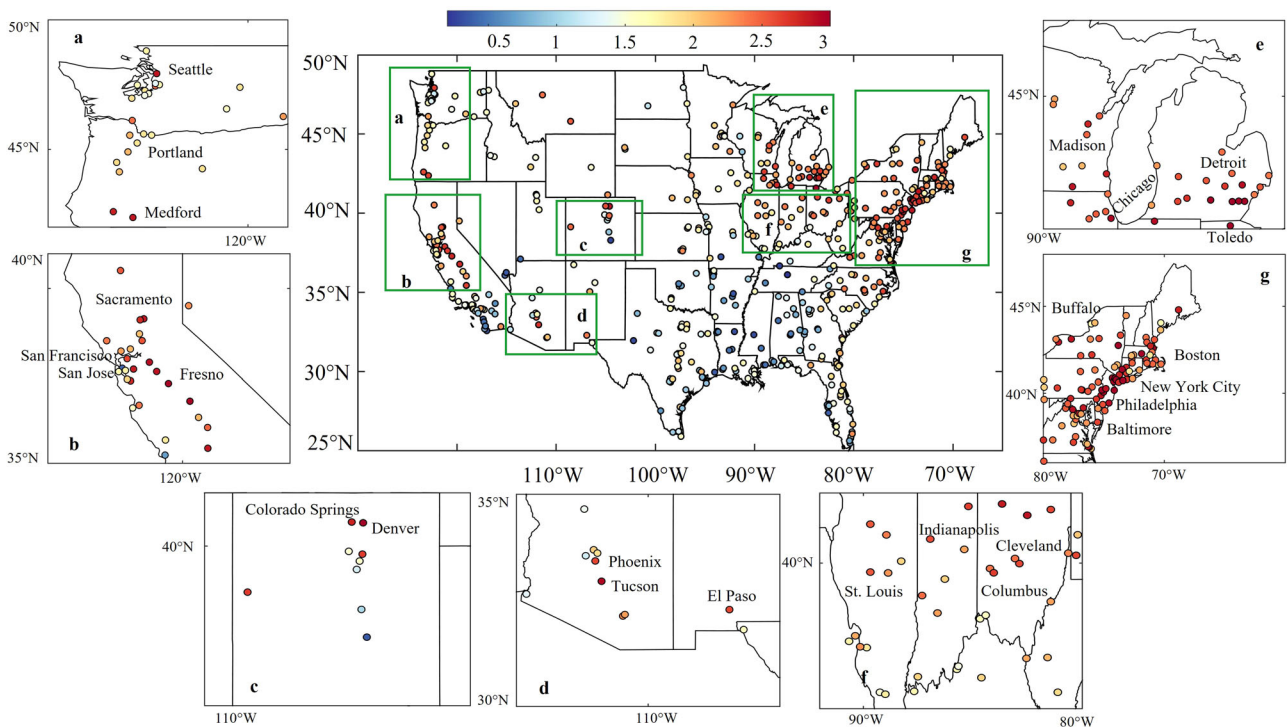 0.5 1 1.5 2 2.5 3
50°N
a
Seattle
45°N
Portland
Medford
120°W
50°N
45°N
40°N
35°N
30°N
25°N
a
b
c
d
e
f
g
110°W 100°W 90°W 80°W 70°W
e
45°N
Madison
Detroit
Chicago
90°W
Toledo
40°N
Sacramento
San Francisco
San Jose
Fresno
b
35°N
120°W
g
45°N
Buffalo
Boston
New York City
40°N
Philadelphia
Baltimore
80°W 70°W
Colorado Springs
Denver
40°N
c
110°W
35°N
Phoenix
Tucson
El Paso
30°N
d
110°W
Indianapolis
Cleveland
40°N
St. Louis
Columbus
f
90°W 80°W